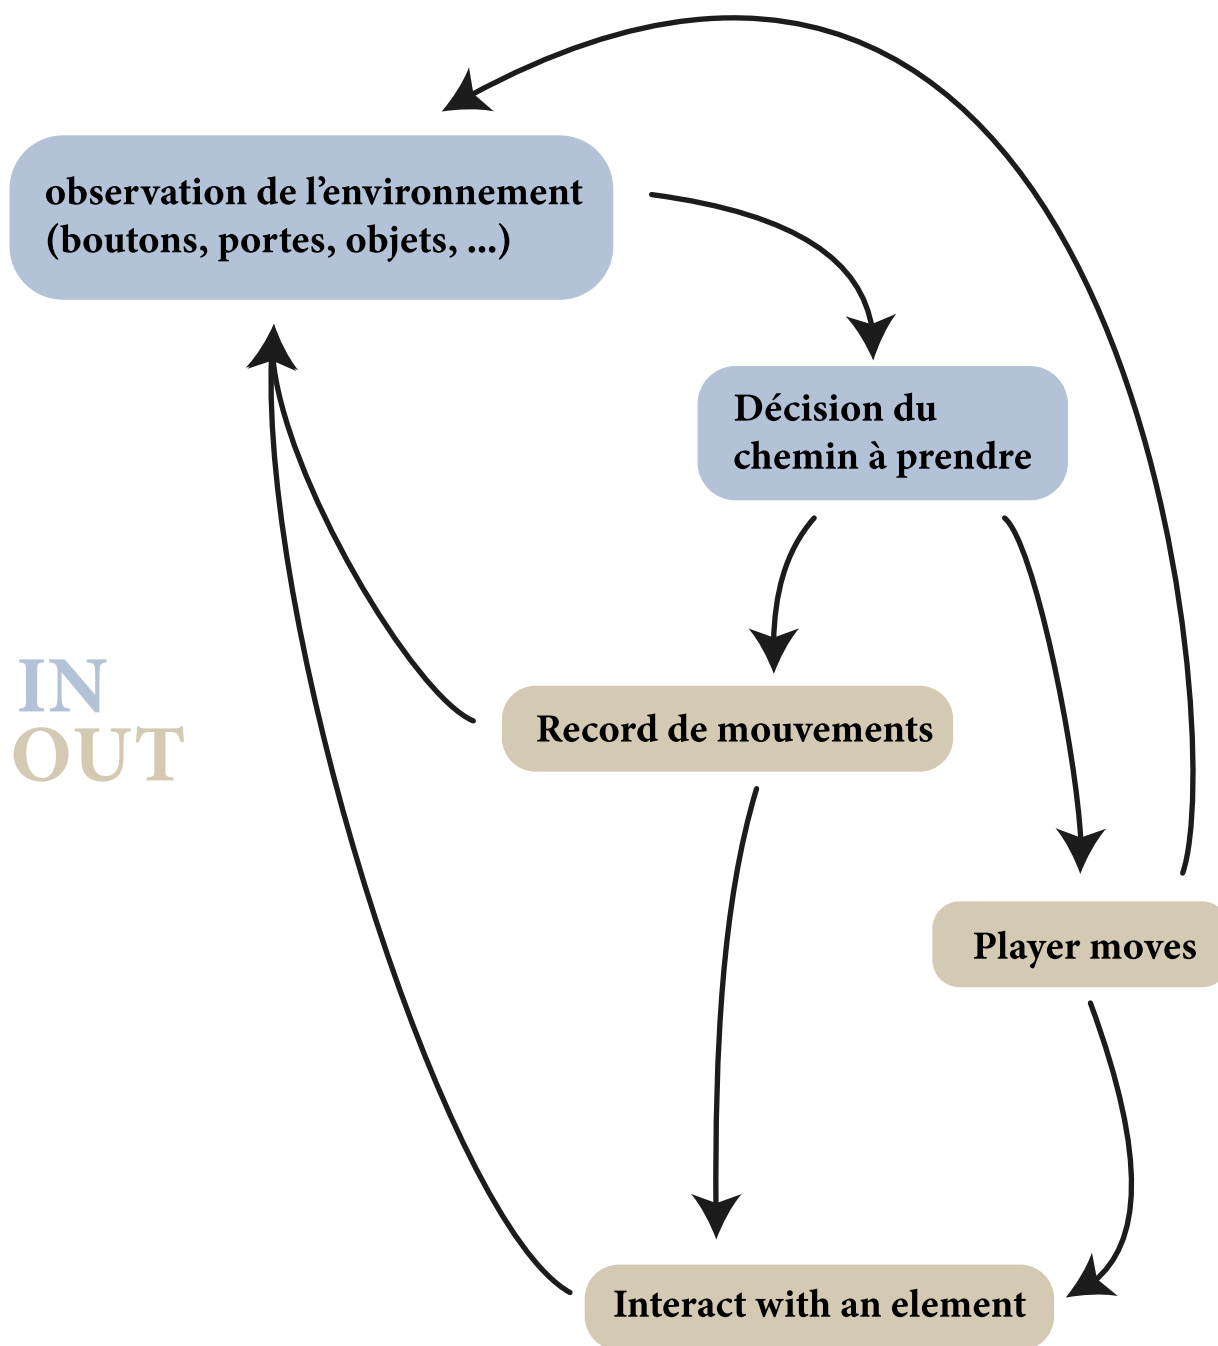 observation de l’environnement
(boutons, portes, objets, ...)
Décision du
chemin à prendre
IN
OUT
Record de mouvements
Player moves
Interact with an element